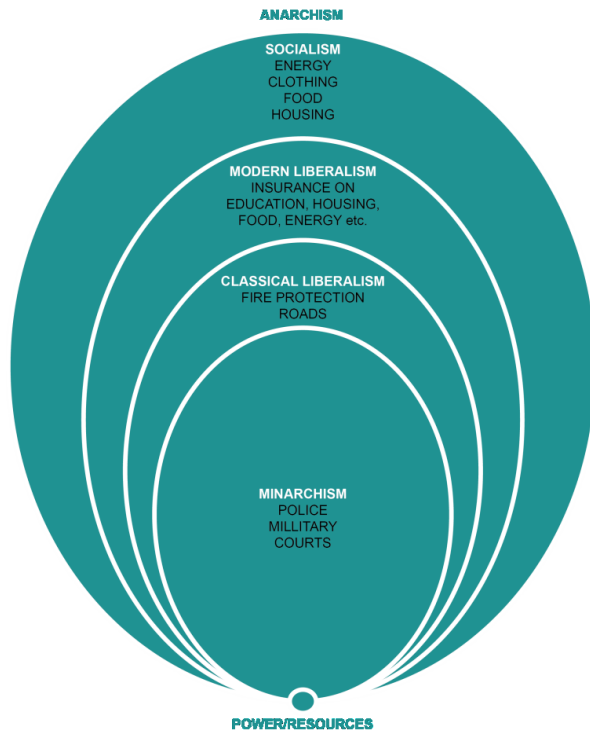 ANARCHISM
SOCIALISM
ENERGY
CLOTHING
FOOD
HOUSING
MODERN LIBERALISM
INSURANCE ON
EDUCATION, HOUSING,
FOOD, ENERGY etc.
CLASSICAL LIBERALISM
FIRE PROTECTION
ROADS
MINARCHISM
POLICE
MILLITARY
COURTS
POWER/RESOURCES